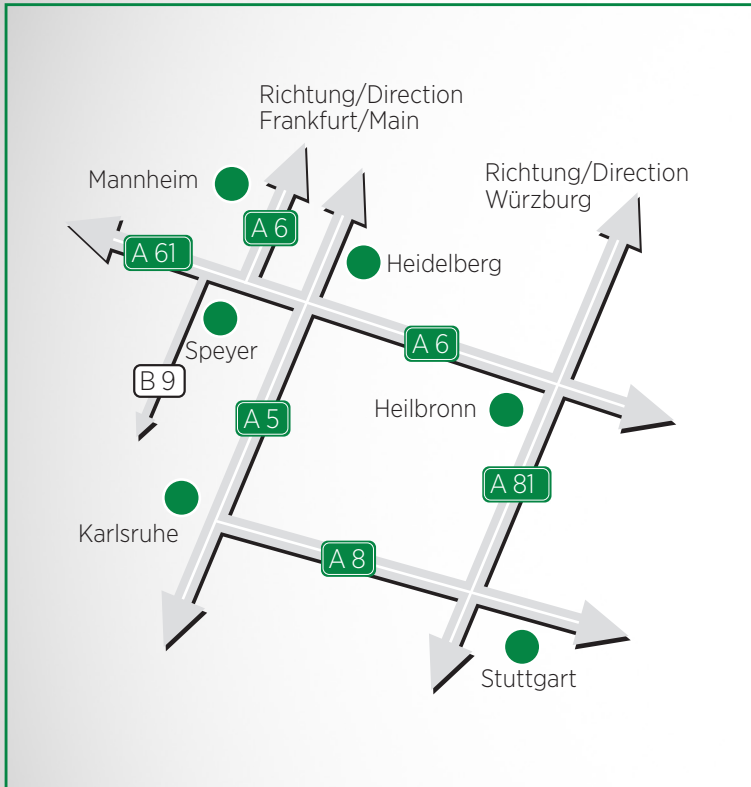 Richtung/Direction
Frankfurt/Main
Mannheim
Richtung/Direction
Würzburg
A 6
A 61
Heidelberg
Speyer
A 6
B 9
Heilbronn
A 5
A 81
Karlsruhe
A 8
Stuttgart